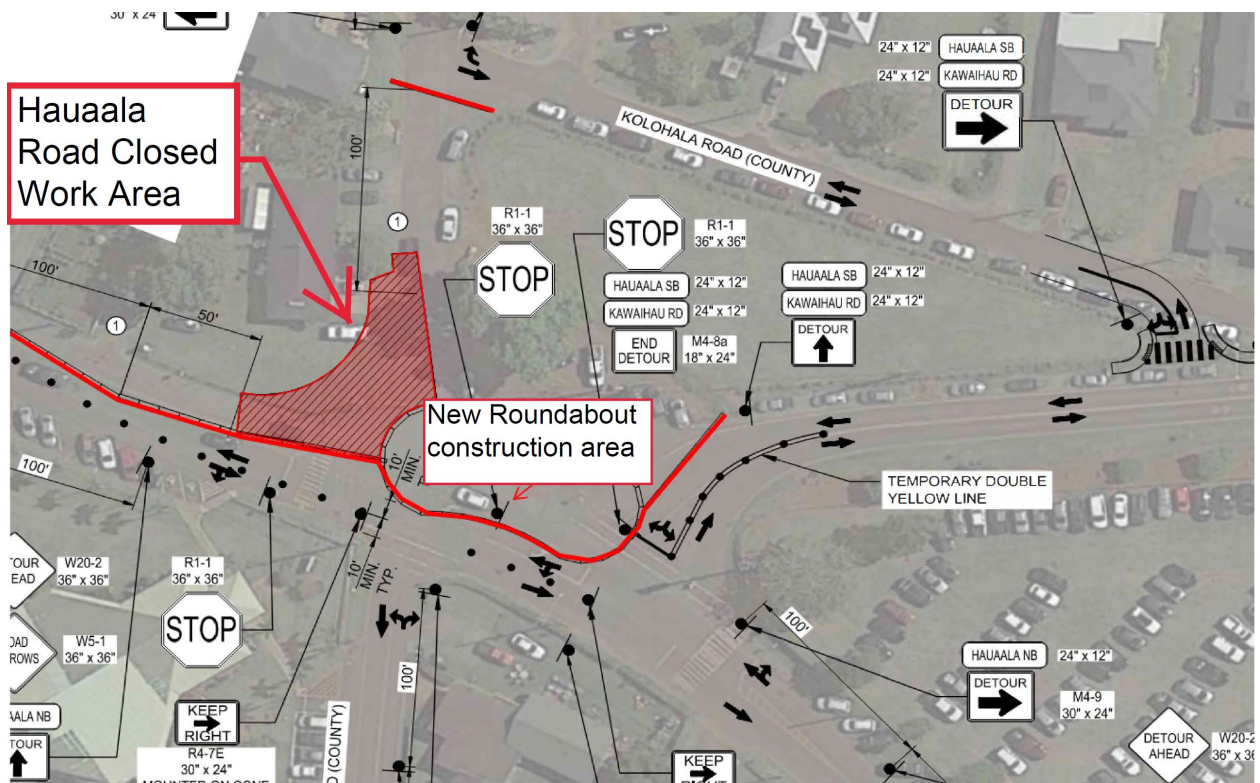 30" x 24"
Hauaala
Road Closed
Work Area
100'
24" x 12"
HAUAALA SB
24" x 12"
KAWAIHAU RD
DETOUR
KOLOHALA ROAD (COUNTY)
1
R1-1
36" x 36"
STOP
STOP
R1-1
36" x 36"
HAUAALA SB
24" x 12"
KAWAIHAU RD
24" x 12"
END
DETOUR
M4-8a
18" x 24"
HAUAALA SB
24" x 12"
KAWAIHAU RD
24" x 12"
DETOUR
100'
50'
1
New Roundabout
construction area
10'
MIN.
TEMPORARY DOUBLE
YELLOW LINE
100'
10'
MIN.
TYP.
W20-2
36" x 36"
R1-1
36" x 36"
STOP
W5-1
36" x 36"
100'
100'
HAUAALA NB
24" x 12"
DETOUR
M4-9
30" x 24"
KEEP
RIGHT
R4-7E
30" x 24"
MOUNTED ON CONE
(COUNTY)
KEEP
RIGHT
DETOUR
AHEAD
W20-2